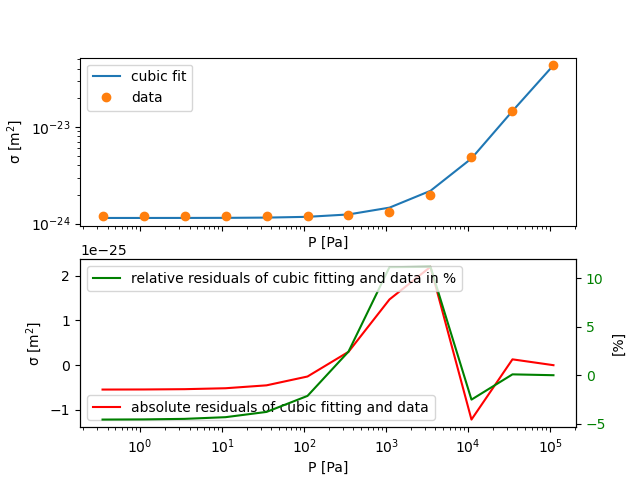 cubic fit
data
σ [m²]
10⁻²³
10⁻²⁴
P [Pa]
1e−25
relative residuals of cubic fitting and data in %
absolute residuals of cubic fitting and data
σ [m²]
2
1
0
−1
10
5
0
−5
[%]
10⁰ 10¹ 10² 10³ 10⁴ 10⁵
P [Pa]